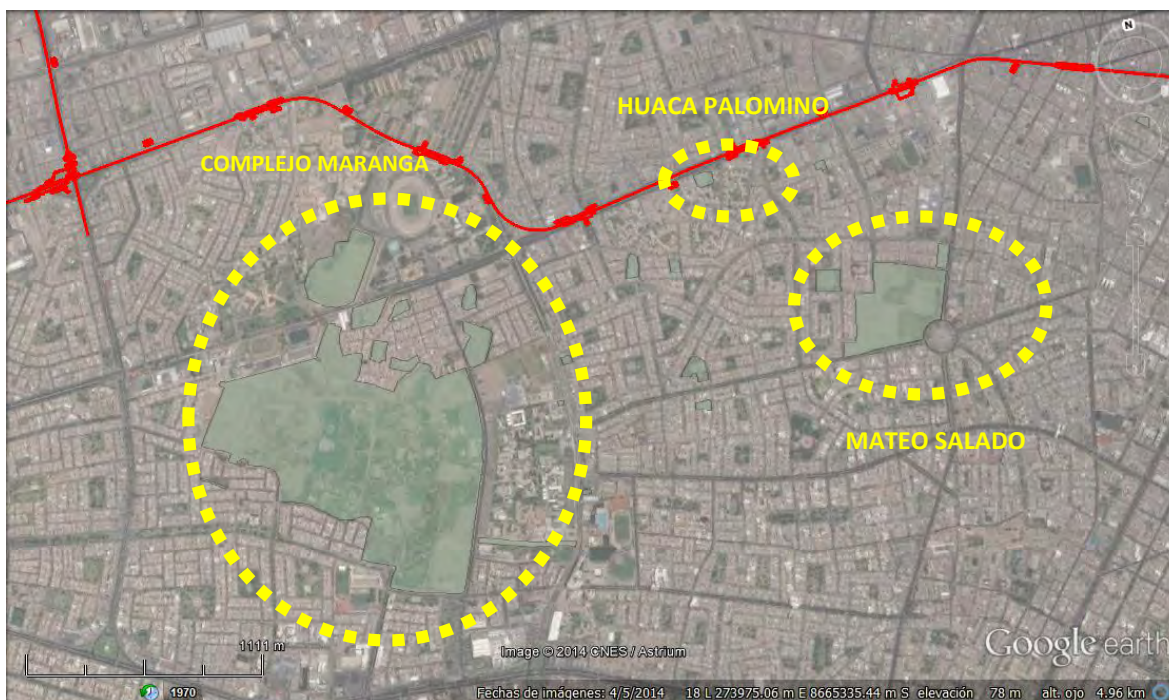 N
HUACA PALOMINO
COMPLEJO MARANGA
MATEO SALADO
1111 m
Image © 2014 CNES / Astrium
Google earth
1970
Fechas de imágenes: 4/5/2014 18 L 273975.06 m E 8665335.44 m S elevación 78 m alt. ojo 4.96 km